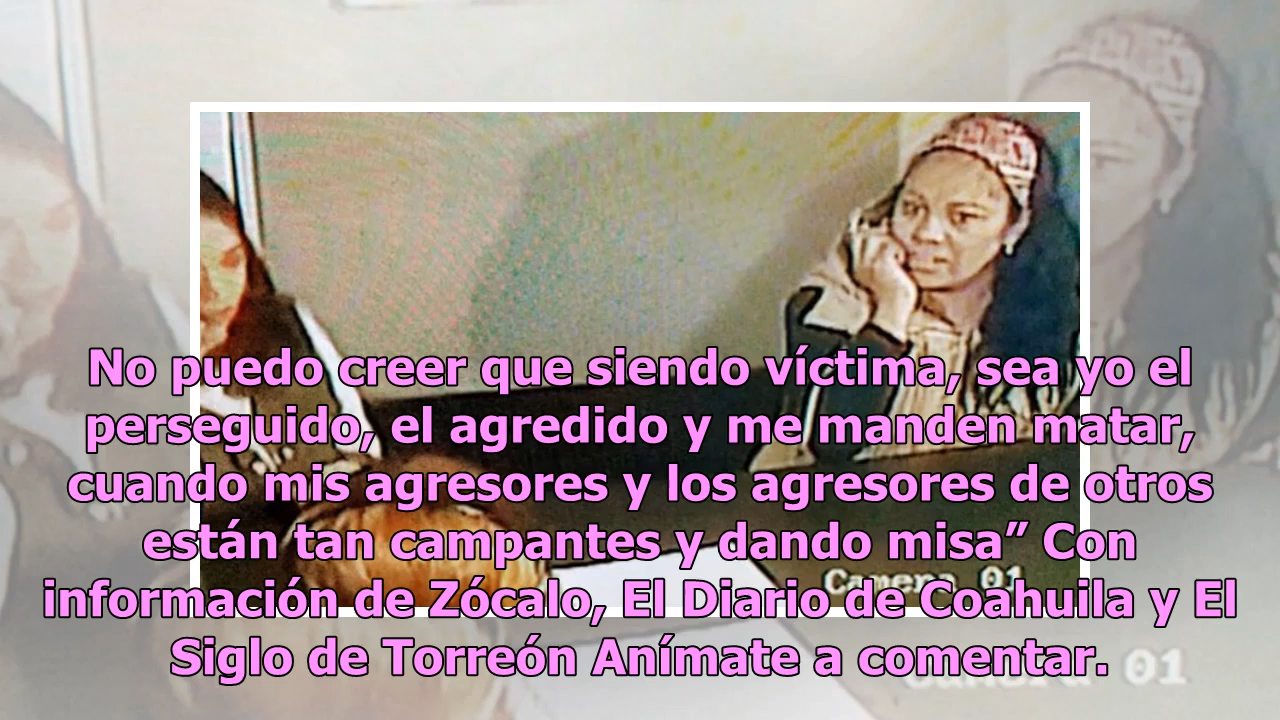 No puedo creer que siendo víctima, sea yo el
perseguido, el agredido y me manden matar,
cuando mis agresores y los agresores de otros
están tan campantes y dando misa” Con
información de Zócalo, El Diario de Coahuila y El
Siglo de Torreón Anímate a comentar.
Camera 01